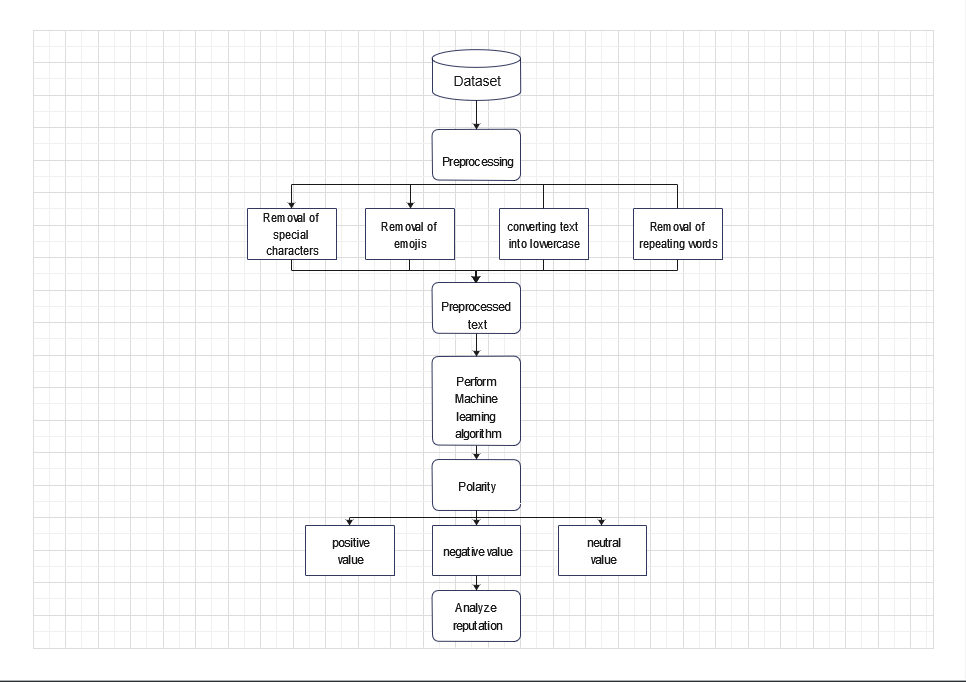 Dataset
Preprocessing
Removal of
special
characters
Removal of
emojis
converting text
into lowercase
Removal of
repeating words
Preprocessed
text
Perform
Machine
learning
algorithm
Polarity
positive
value
negative value
neutral
value
Analyze
reputation